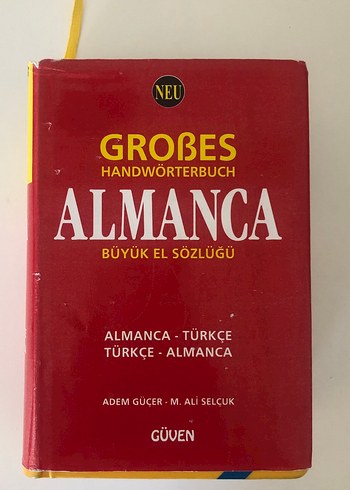 NEU
GROßES
HANDWÖRTERBUCH
ALMANCA
BÜYÜK EL SÖZLÜĞÜ
ALMANCA - TÜRKÇE
TÜRKÇE - ALMANCA
ADEM GÜÇER - M. ALİ SELÇUK
GÜVEN